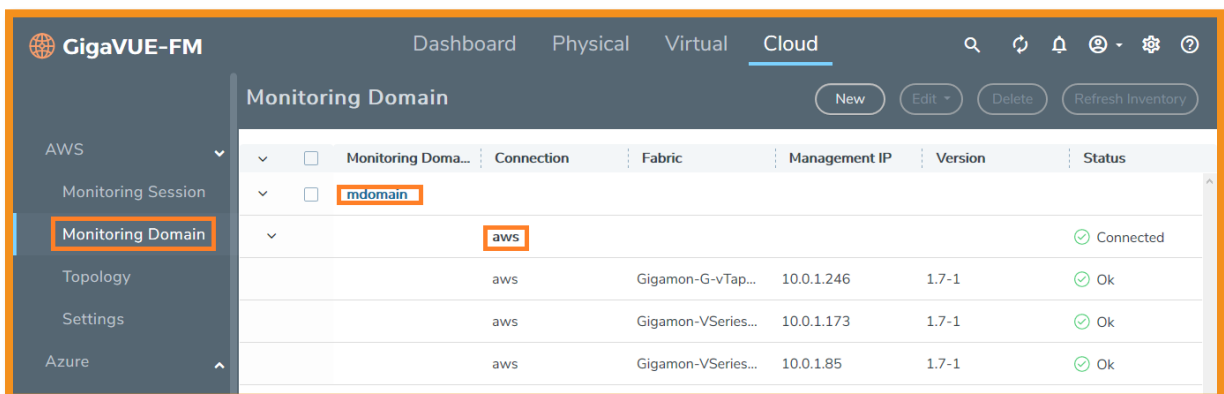 GigaVUE-FM Dashboard Physical Virtual Cloud
Monitoring Domain New Edit Delete Refresh Inventory
AWS
Monitoring Session
Monitoring Domain
Topology
Settings
Azure
Monitoring Doma... Connection Fabric Management IP Version Status
mdomain
aws Connected
aws Gigamon-G-vTap... 10.0.1.246 1.7-1 Ok
aws Gigamon-VSeries... 10.0.1.173 1.7-1 Ok
aws Gigamon-VSeries... 10.0.1.85 1.7-1 Ok